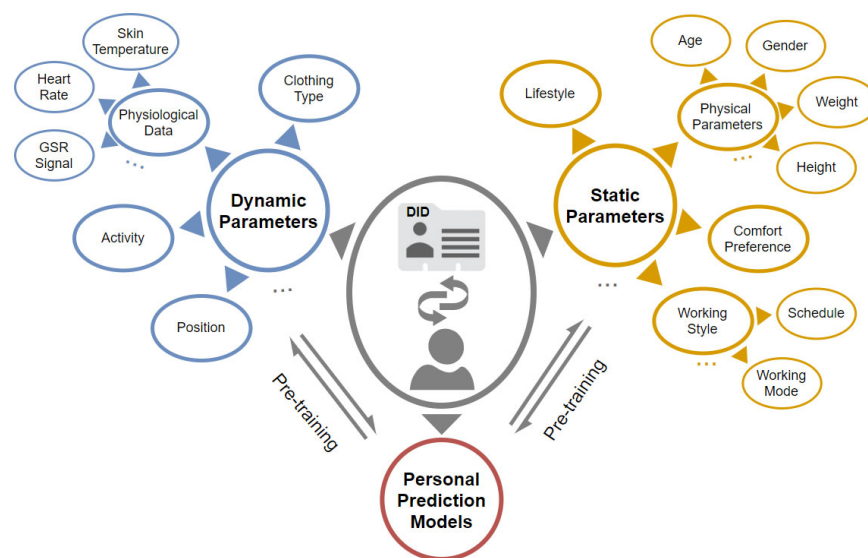 Skin
Temperature
Heart
Rate
Physiological
Data
GSR
Signal
...
Clothing
Type
Dynamic
Parameters
Activity
Position
...
DID
Lifestyle
Age
Gender
Physical
Parameters
Weight
Height
...
Static
Parameters
Comfort
Preference
...
Working
Style
Schedule
Working
Mode
...
Pre-training
Pre-training
Personal
Prediction
Models